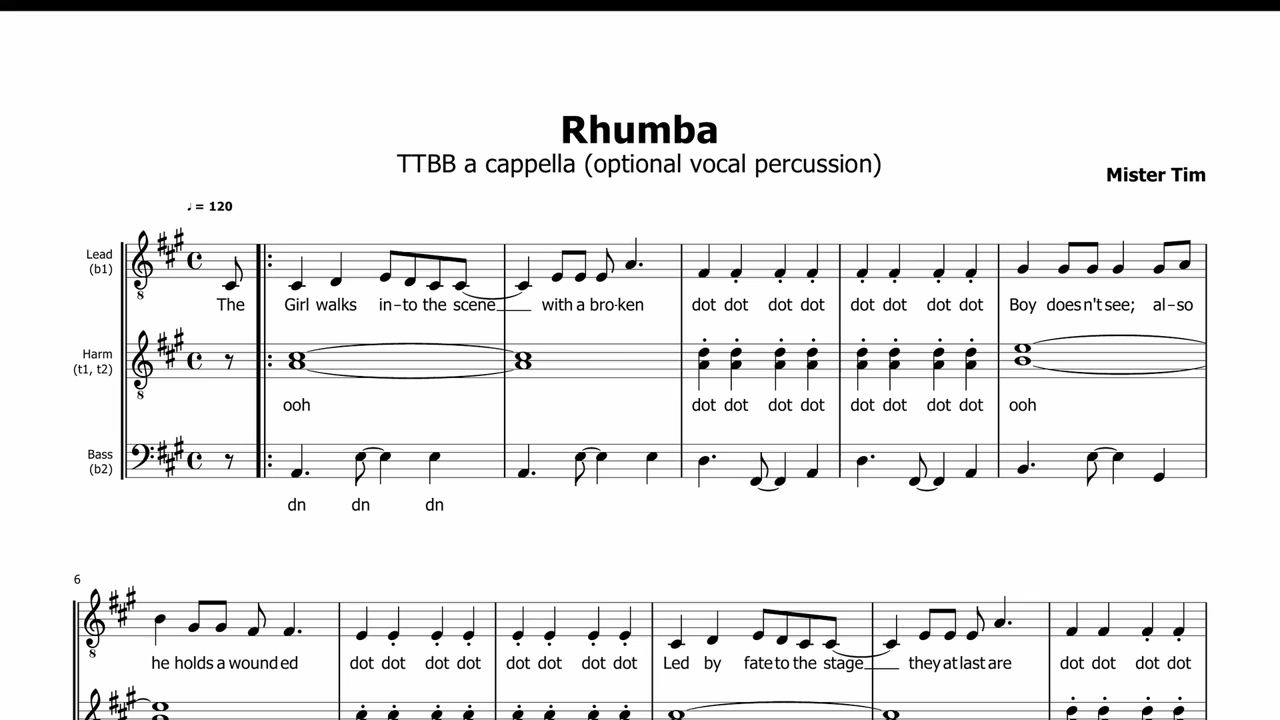 Rhumba
TTBB a cappella (optional vocal percussion)
Mister Tim
♩ = 120
Lead
(b1)
The Girl walks in-to the scene___ with a bro-ken dot dot dot dot dot dot dot dot Boy does n't see; al-so
Harm
(t1, t2)
ooh dot dot dot dot dot dot dot dot ooh
Bass
(b2)
dn dn dn
6
he holds a wound ed dot dot dot dot dot dot dot dot Led by fate to the stage___ they at last are dot dot dot dot